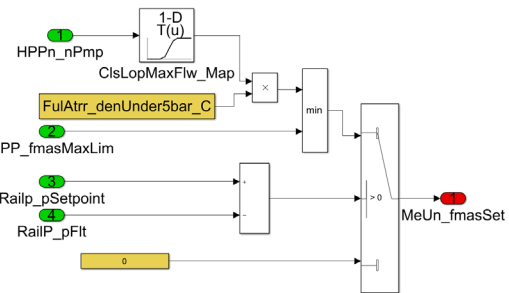 1-D
T(u)
1
HPPn_nPmp
ClsLopMaxFlw_Map
×
FulAtrr_denUnder5bar_C
min
2
PP_fmasMaxLim
3
+
Railp_pSetpoint
> 0
1
4
−
MeUn_fmasSet
RailP_pFlt
0